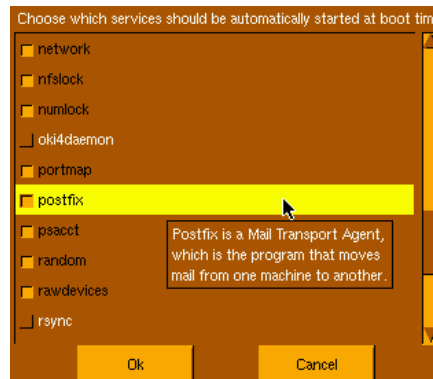 Choose which services should be automatically started at boot tim
network
nfslock
numlock
oki4daemon
portmap
postfix
psacct
Postfix is a Mail Transport Agent,
which is the program that moves
mail from one machine to another.
random
rawdevices
rsync
Ok
Cancel